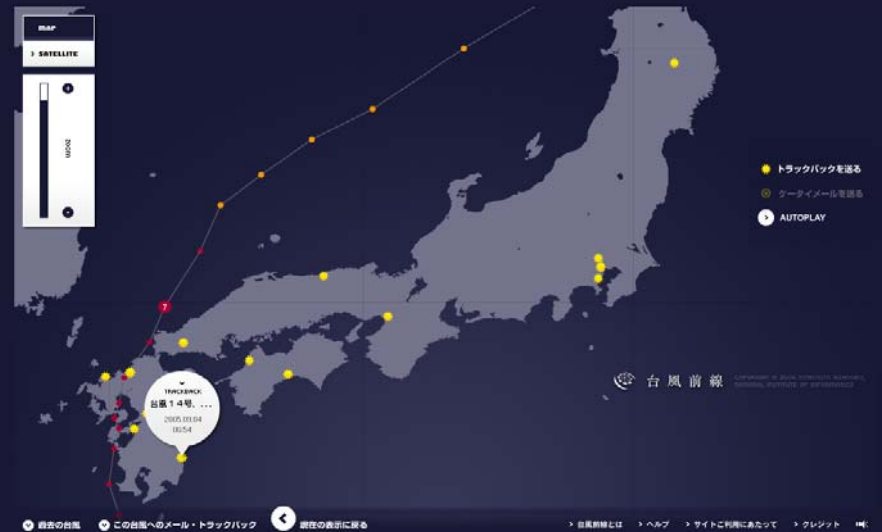 map
> SATELLITE
zoom
トラックバックを送る
ケータイメールを送る
AUTOPLAY
7
TRACKBACK
台風14号、...
2005.09.04
00:54
台風前線
過去の台風
この台風へのメール・トラックバック
現在の表示に戻る
> 台風前線とは
> ヘルプ
> サイトご利用にあたって
> クレジット